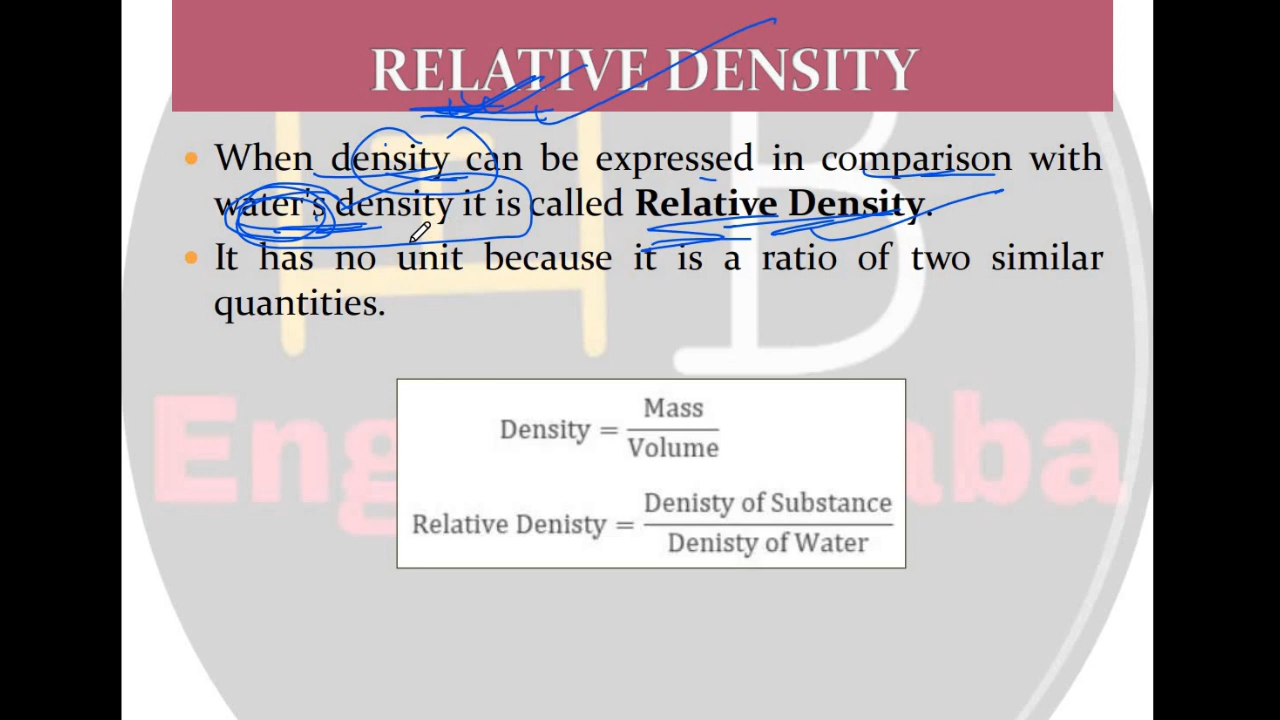 RELATIVE DENSITY
When density can be expressed in comparison with
water's density it is called Relative Density.
It has no unit because it is a ratio of two similar
quantities.
Density = Mass / Volume
Relative Denisty = Denisty of Substance / Denisty of Water